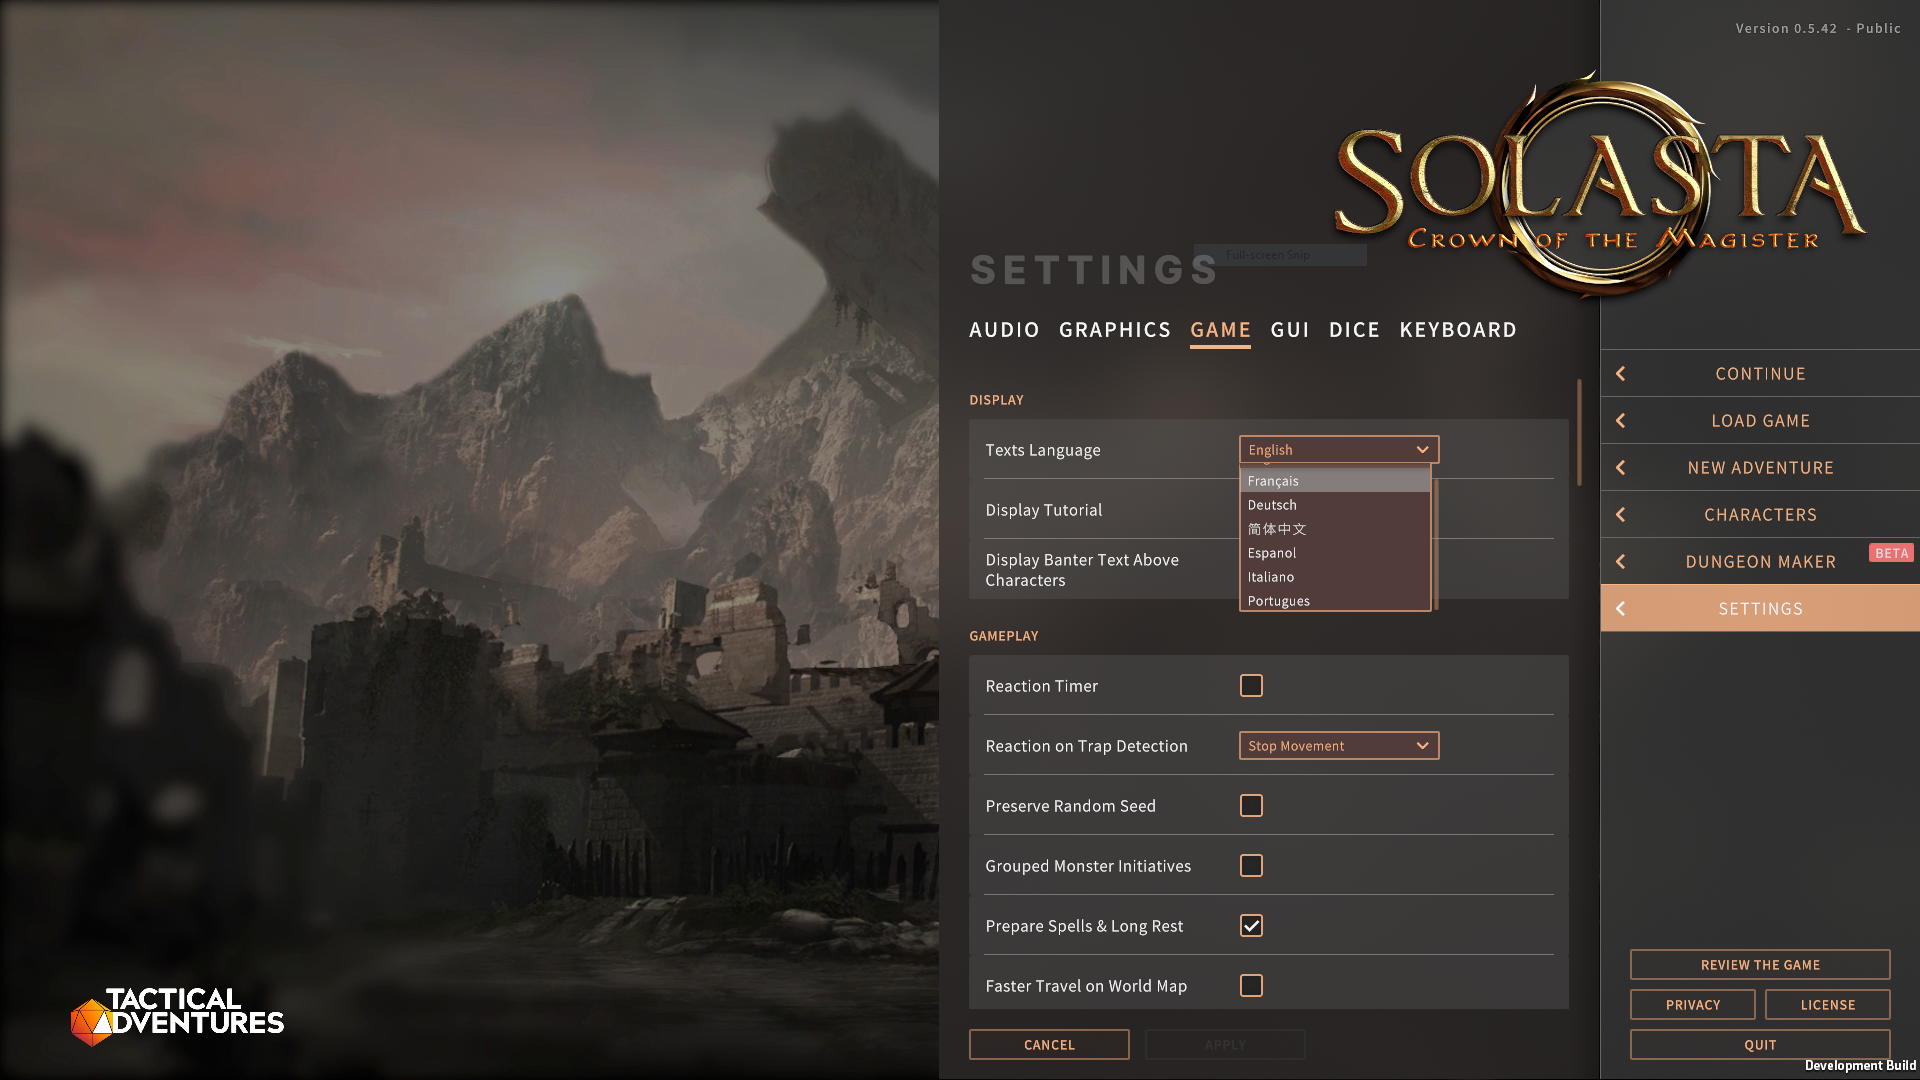 Version 0.5.42 - Public
SOLASTA
CROWN OF THE MAGISTER
Full-screen Snip
SETTINGS
AUDIO GRAPHICS GAME GUI DICE KEYBOARD
DISPLAY
Texts Language English
Français
Deutsch
简体中文
Espanol
Italiano
Portugues
Display Tutorial
Display Banter Text Above
Characters
GAMEPLAY
Reaction Timer
Reaction on Trap Detection Stop Movement
Preserve Random Seed
Grouped Monster Initiatives
Prepare Spells & Long Rest
Faster Travel on World Map
CANCEL APPLY
CONTINUE
LOAD GAME
NEW ADVENTURE
CHARACTERS
DUNGEON MAKER BETA
SETTINGS
REVIEW THE GAME
PRIVACY LICENSE
QUIT
Development Build
TACTICAL
ADVENTURES